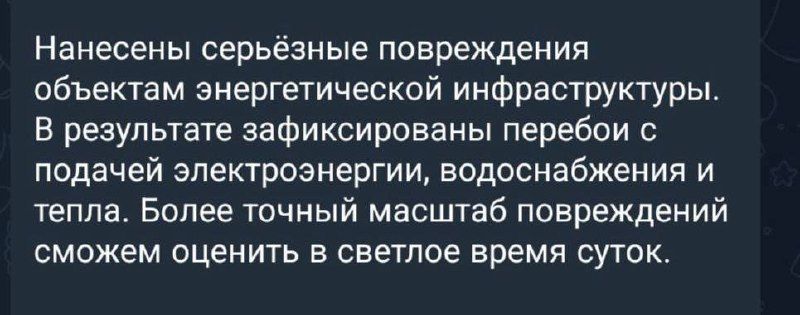 Нанесены серьёзные повреждения
объектам энергетической инфраструктуры.
В результате зафиксированы перебои с
подачей электроэнергии, водоснабжения и
тепла. Более точный масштаб повреждений
сможем оценить в светлое время суток.